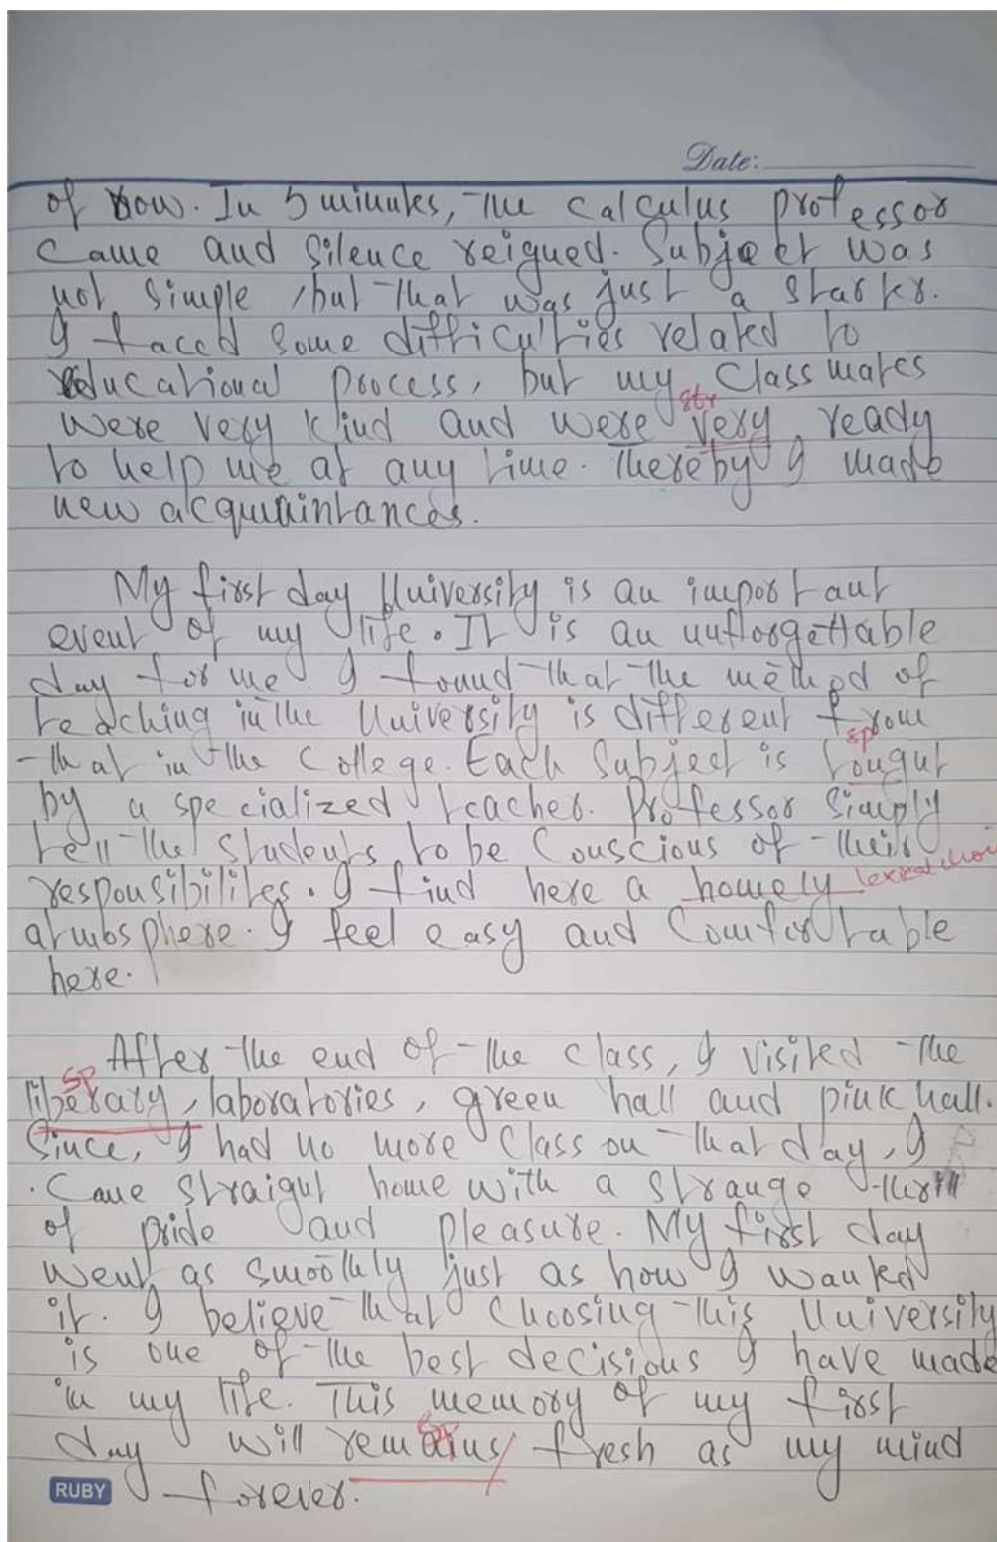 Date:
of row. In 5 minutes, the calculus professor
Came and Silence reigned. Subject was
not Simple, but that was just a starts.
I faced Some difficulties related to
educational process, but my Classmates
str
were very kind and were very ready
to help me at any time. Thereby I made
new acquaintances.
My first day University is an important
event of my life. It is an unforgettable
day for me. I found that the method of
teaching in the University is different from
sp
that in the College. Each Subject is tought
by a specialized teacher. Professor Simply
tell the students to be Conscious of their
responsibilites. I find here a homely lexical
atmosphere. I feel easy and Comfortable
here.
After the end of the class, I visited the
sp
liberary, laboratories, green hall and pink hall.
Since, I had no more Class on that day, I
Came straight home with a strange thrill
of pride and pleasure. My first day
went as smoothly just as how I wanted
it. I believe that Choosing this University
is one of the best decisions I have made
in my life. This memory of my first
day will remains fresh as my mind
forever.
RUBY